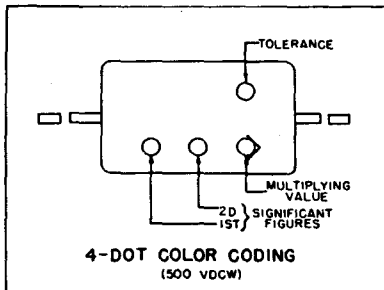 TOLERANCE
MULTIPLYING
VALUE
2D
1ST
SIGNIFICANT
FIGURES
4-DOT COLOR CODING
(500 VDCW)